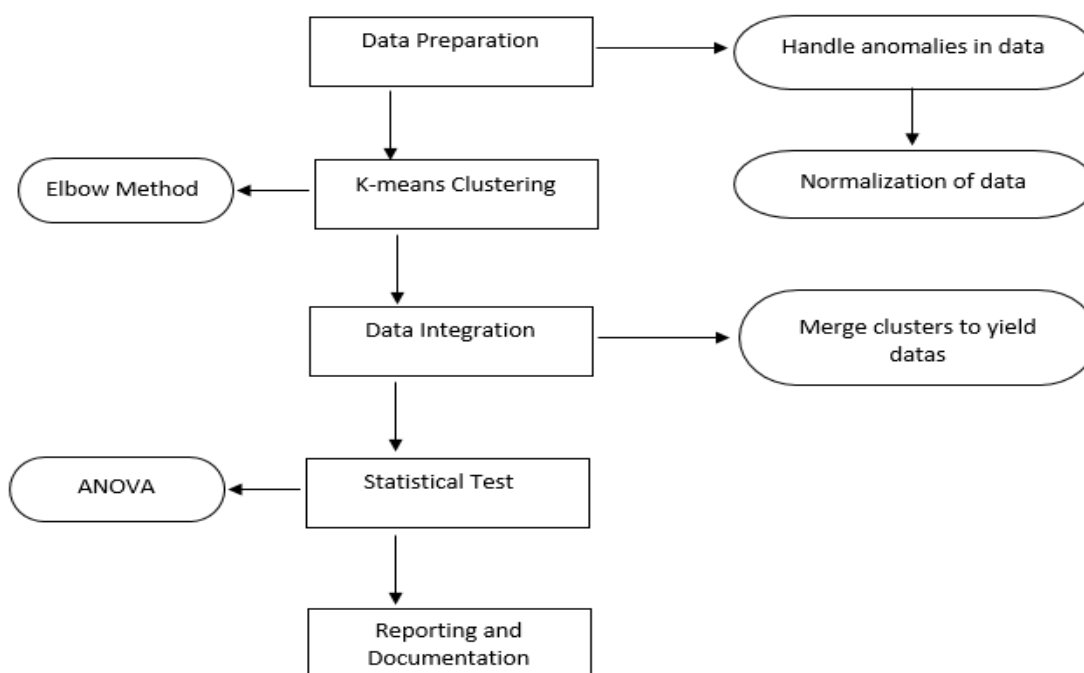 Data Preparation
Handle anomalies in data
Normalization of data
Elbow Method
K-means Clustering
Data Integration
Merge clusters to yield
datas
ANOVA
Statistical Test
Reporting and
Documentation